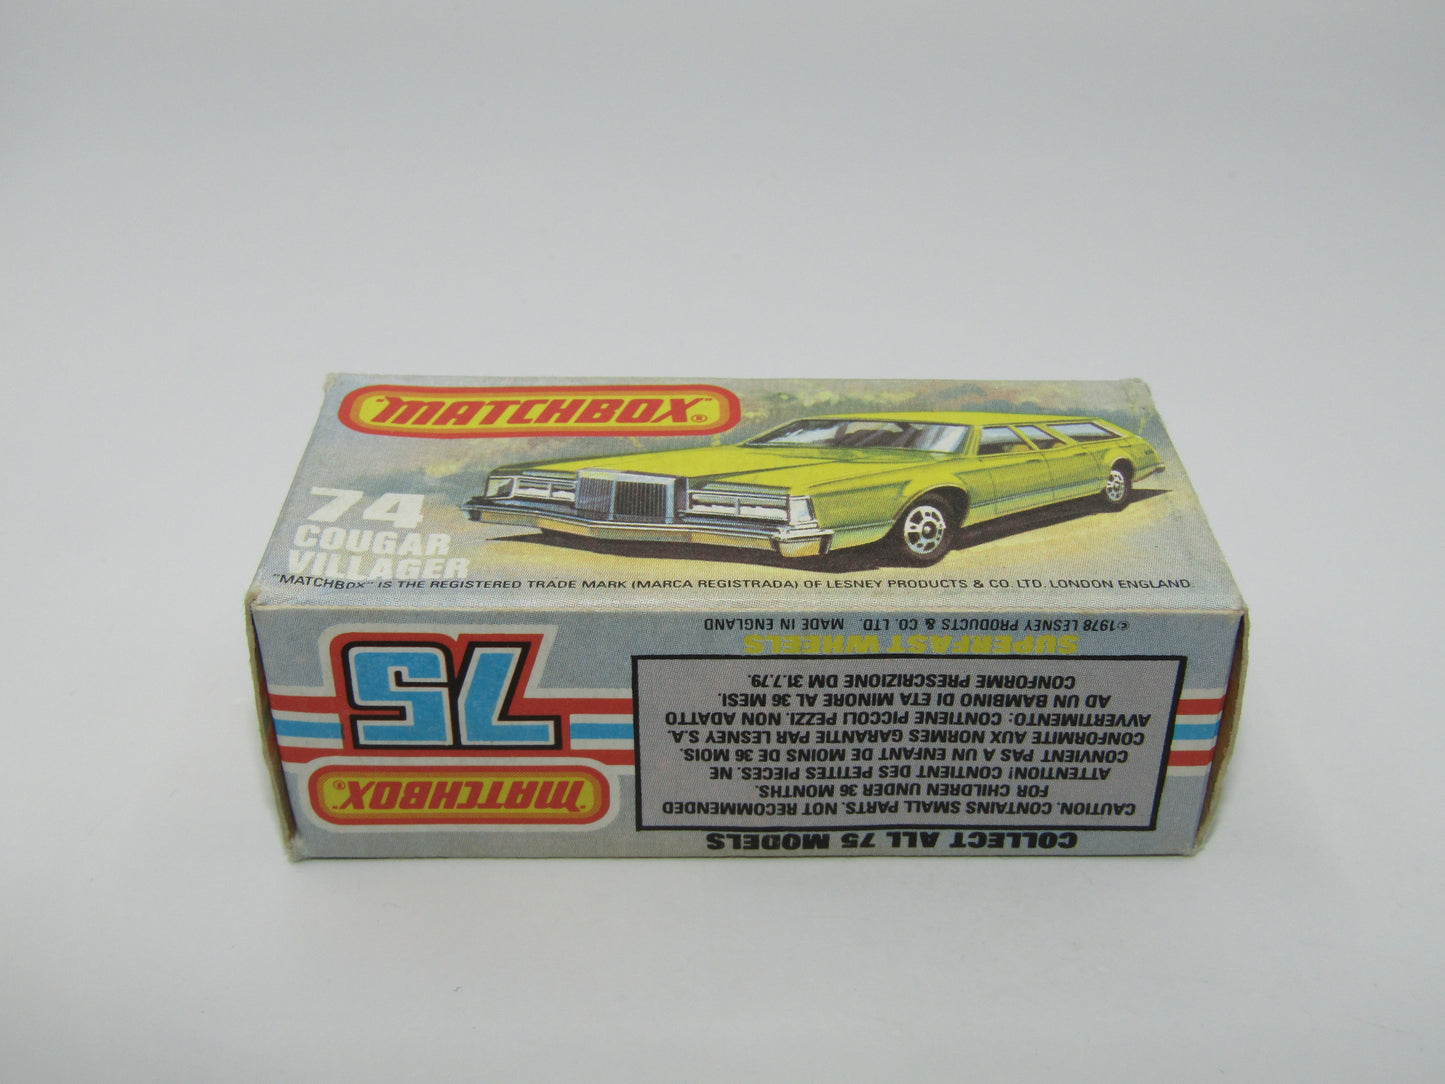 "MATCHBOX"®
74
COUGAR
VILLAGER
"MATCHBOX" IS THE REGISTERED TRADE MARK (MARCA REGISTRADA) OF LESNEY PRODUCTS & CO. LTD. LONDON ENGLAND.
"MATCHBOX"®
75
COLLECT ALL 75 MODELS
CAUTION. CONTAINS SMALL PARTS. NOT RECOMMENDED
FOR CHILDREN UNDER 36 MONTHS.
ATTENTION! CONTIENT DES PETITES PIECES. NE
CONVIENT PAS A UN ENFANT DE MOINS DE 36 MOIS.
CONFORMITE AUX NORMES GARANTIE PAR LESNEY S.A.
AVVERTIMENTO: CONTIENE PICCOLI PEZZI. NON ADATTO
AD UN BAMBINO DI ETA MINORE AL 36 MESI.
CONFORME PRESCRIZIONE DM 31.7.79.
SUPERFAST WHEELS
©1978 LESNEY PRODUCTS & CO. LTD. MADE IN ENGLAND